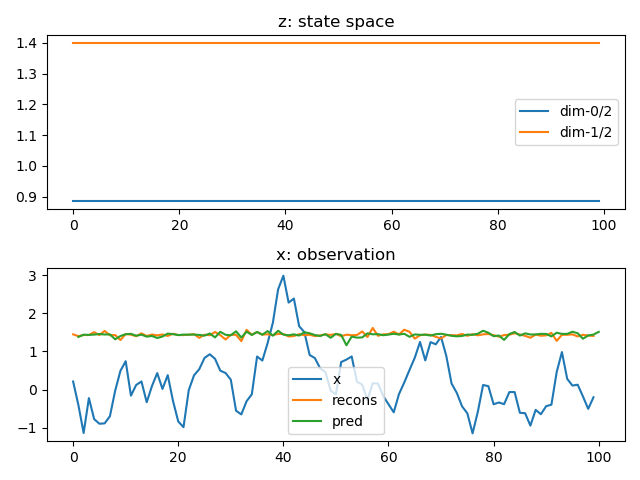 z: state space
1.4
1.3
1.2
1.1
1.0
0.9
dim-0/2
dim-1/2
0 20 40 60 80 100
x: observation
3
2
1
0
−1
x
recons
pred
0 20 40 60 80 100